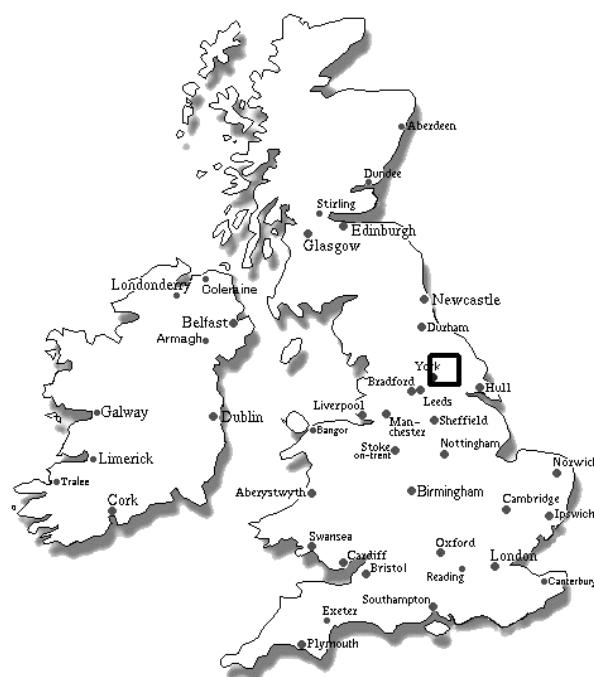 Aberdeen
Dundee
Stirling
Edinburgh
Glasgow
Londonderry
Coleraine
Newcastle
Belfast
Durham
Armagh
York
Bradford
Hull
Leeds
Galway
Liverpool
Dublin
Man-
chester
Sheffield
Bangor
Stoke
on-trent
Nottingham
Limerick
Norwich
Tralee
Aberystwyth
Birmingham
Cork
Cambridge
Ipswich
Swansea
Oxford
Cardiff
London
Bristol
Reading
Canterbury
Southampton
Exeter
Plymouth